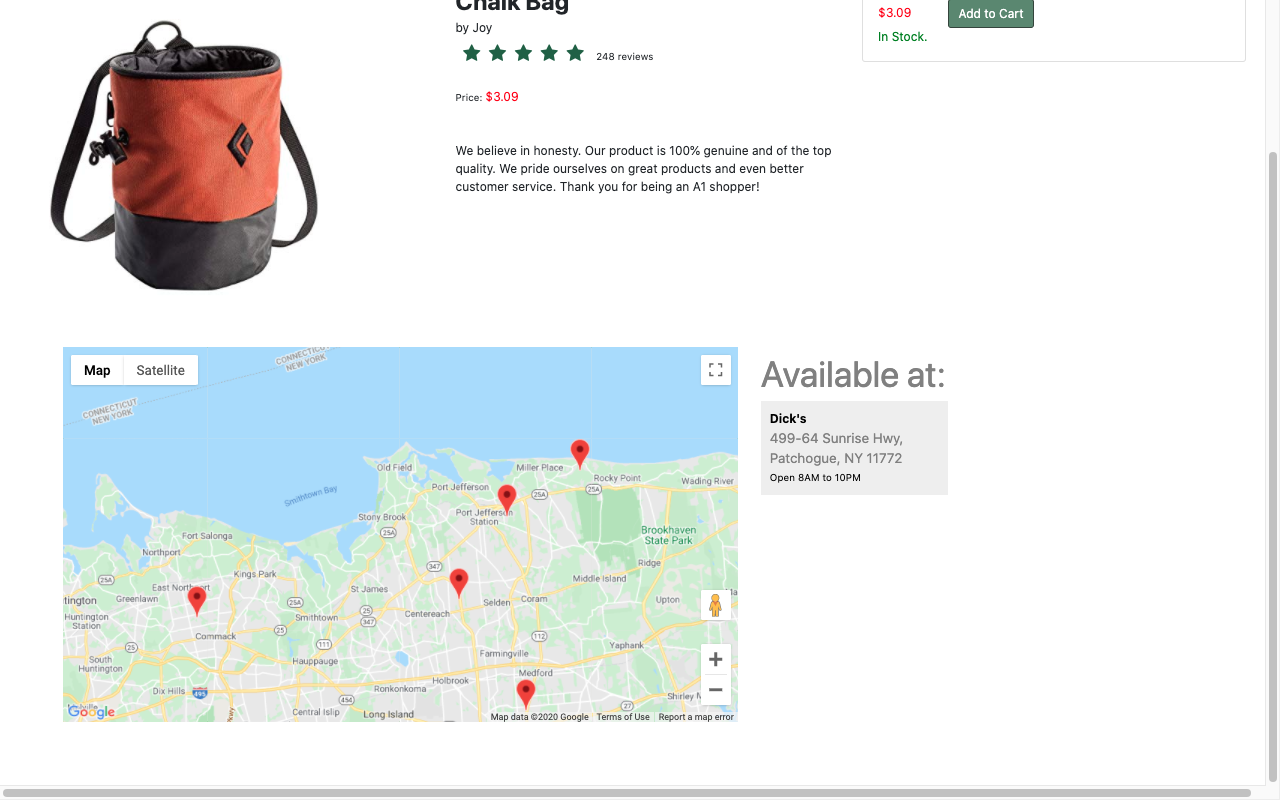 Chalk Bag
by Joy
248 reviews
Price: $3.09
We believe in honesty. Our product is 100% genuine and of the top
quality. We pride ourselves on great products and even better
customer service. Thank you for being an A1 shopper!
$3.09
Add to Cart
In Stock.
Map
Satellite
CONNECTICUT
NEW YORK
CONNECTICUT
NEW YORK
Old Field
Miller Place
Rocky Point
Wading River
Port Jefferson
25A
25A
Smithtown Bay
Port Jefferson
Station
Stony Brook
25A
Brookhaven
State Park
Fort Salonga
Northport
Kings Park
347
Ridge
Middle Island
25A
East Northport
St James
tington
Greenlawn
25A
Selden
Coram
Upton
Huntington
Station
Smithtown
25
347
Centereach
Commack
25
112
25
111
Yaphank
South
Huntington
Hauppauge
Farmingville
Medford
Dix Hills
495
Ronkonkoma
Holbrook
454
Shirley
27
Central Islip
Long Island
Google
Map data ©2020 Google
Terms of Use
Report a map error
Available at:
Dick's
499-64 Sunrise Hwy,
Patchogue, NY 11772
Open 8AM to 10PM